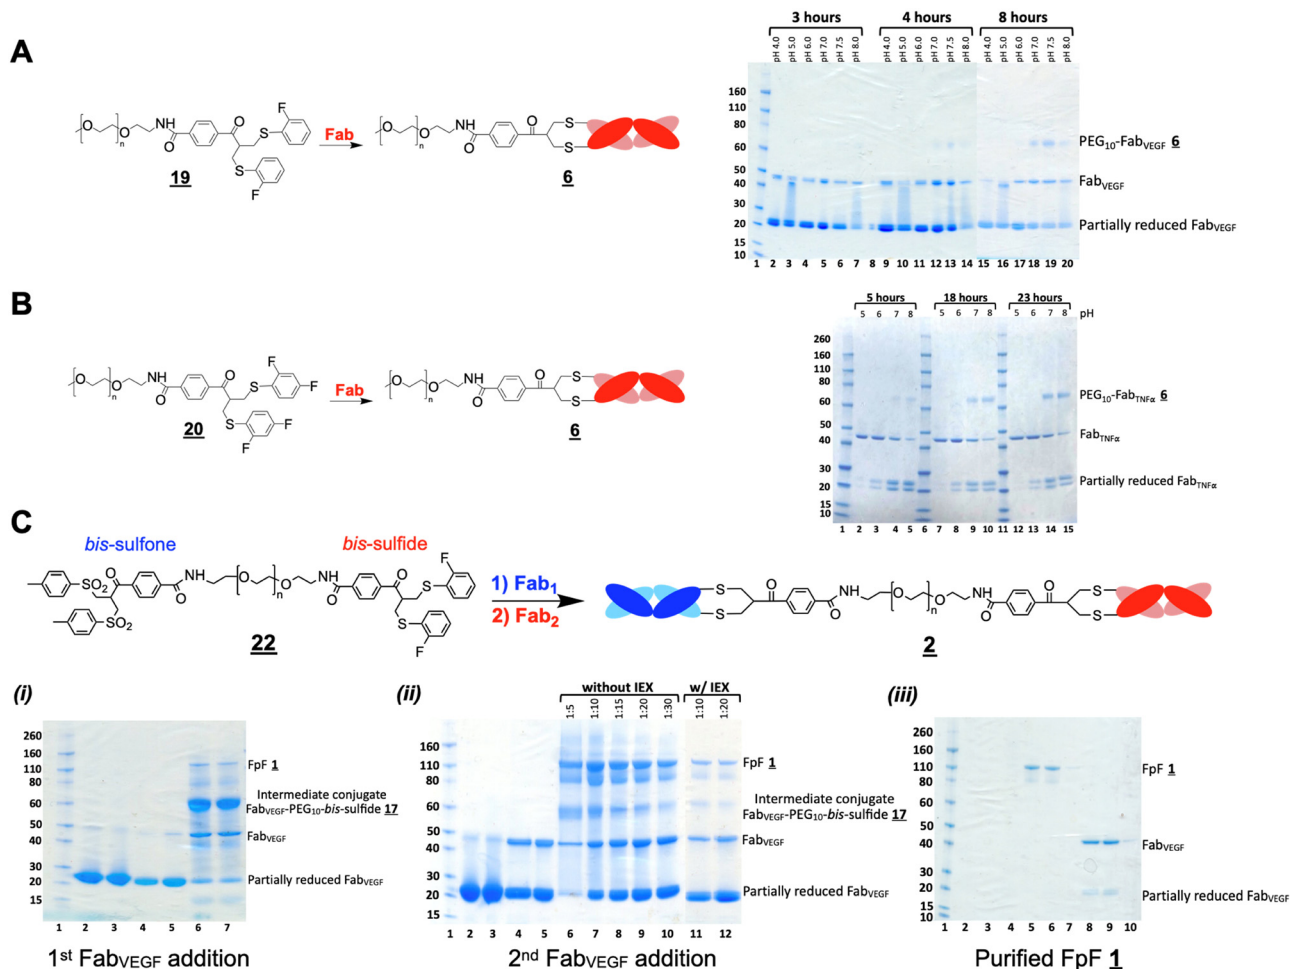 A
3 hours
4 hours
8 hours
pH 4.0
pH 5.0
pH 6.0
pH 7.0
pH 7.5
pH 8.0
pH 4.0
pH 5.0
pH 6.0
pH 7.0
pH 7.5
pH 8.0
pH 4.0
pH 5.0
pH 6.0
pH 7.0
pH 7.5
pH 8.0
O O n NH O O S F S F
19
Fab
O O n NH O O S S
6
160
110
80
60
50
40
30
20
15
10
PEG10-FabVEGF 6
FabVEGF
Partially reduced FabVEGF
1 2 3 4 5 6 7 8 9 10 11 12 13 14 15 16 17 18 19 20
B
5 hours
18 hours
23 hours
5 6 7 8 5 6 7 8 5 6 7 8 pH
O O n NH O O S F F S F F
20
Fab
O O n NH O O S S
6
260
160
110
80
60
50
40
30
20
15
10
PEG10-FabTNFα 6
FabTNFα
Partially reduced FabTNFα
1 2 3 4 5 6 7 8 9 10 11 12 13 14 15
C
bis-sulfone
bis-sulfide
SO2 O SO2 O HN O n O NH O O S F S F
22
1) Fab1
2) Fab2
S S O O HN O n O NH O O S S
2
(i)
260
160
110
80
60
50
40
30
20
15
FpF 1
Intermediate conjugate
FabVEGF-PEG10-bis-sulfide 17
FabVEGF
Partially reduced FabVEGF
1 2 3 4 5 6 7
1st FabVEGF addition
(ii)
without IEX
w/ IEX
1:5
1:10
1:15
1:20
1:30
1:10
1:20
160
110
80
60
50
40
30
20
15
FpF 1
Intermediate conjugate
FabVEGF-PEG10-bis-sulfide 17
FabVEGF
Partially reduced FabVEGF
1 2 3 4 5 6 7 8 9 10 11 12
2nd FabVEGF addition
(iii)
260
160
110
80
60
50
40
30
20
15
10
FpF 1
FabVEGF
Partially reduced FabVEGF
1 2 3 4 5 6 7 8 9 10
Purified FpF 1